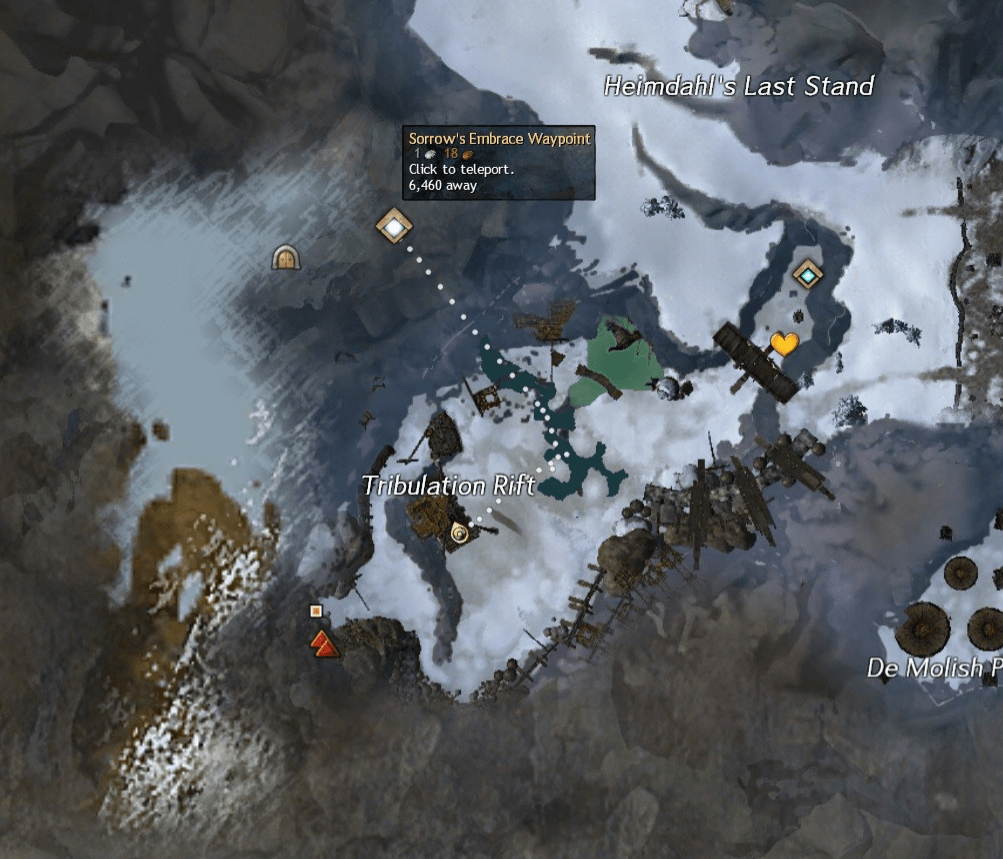 Heimdahl's Last Stand
Sorrow's Embrace Waypoint
1 18
Click to teleport.
6,460 away
Tribulation Rift
De Molish P